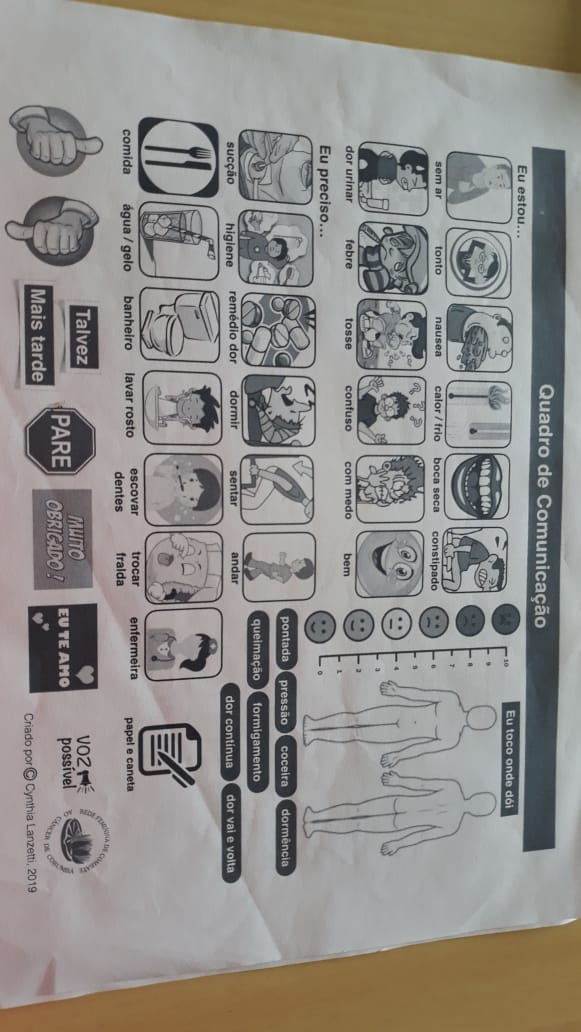 Quadro de Comunicação
Eu estou...
sem ar
tonto
nausea
calor / frio
boca seca
constipado
dor urinar
febre
tosse
confuso
com medo
bem
Eu toco onde dói
10
9
8
7
6
5
4
3
2
1
0
Eu preciso...
sucção
higiene
remédio dor
dormir
sentar
andar
pontada
pressão
coceira
dormência
queimação
formigamento
dor continua
dor vai e volta
comida
água / gelo
banheiro
lavar rosto
escovar
dentes
trocar
fralda
enfermeira
papel e caneta
Talvez
Mais tarde
PARE
MUITO
OBRIGADO!
EU TE AMO
VOZ
possível
REDE FEMININA DE COMBATE
AO CÂNCER DE CORUMBÁ
Criado por © Cynthia Lanzetti, 2019